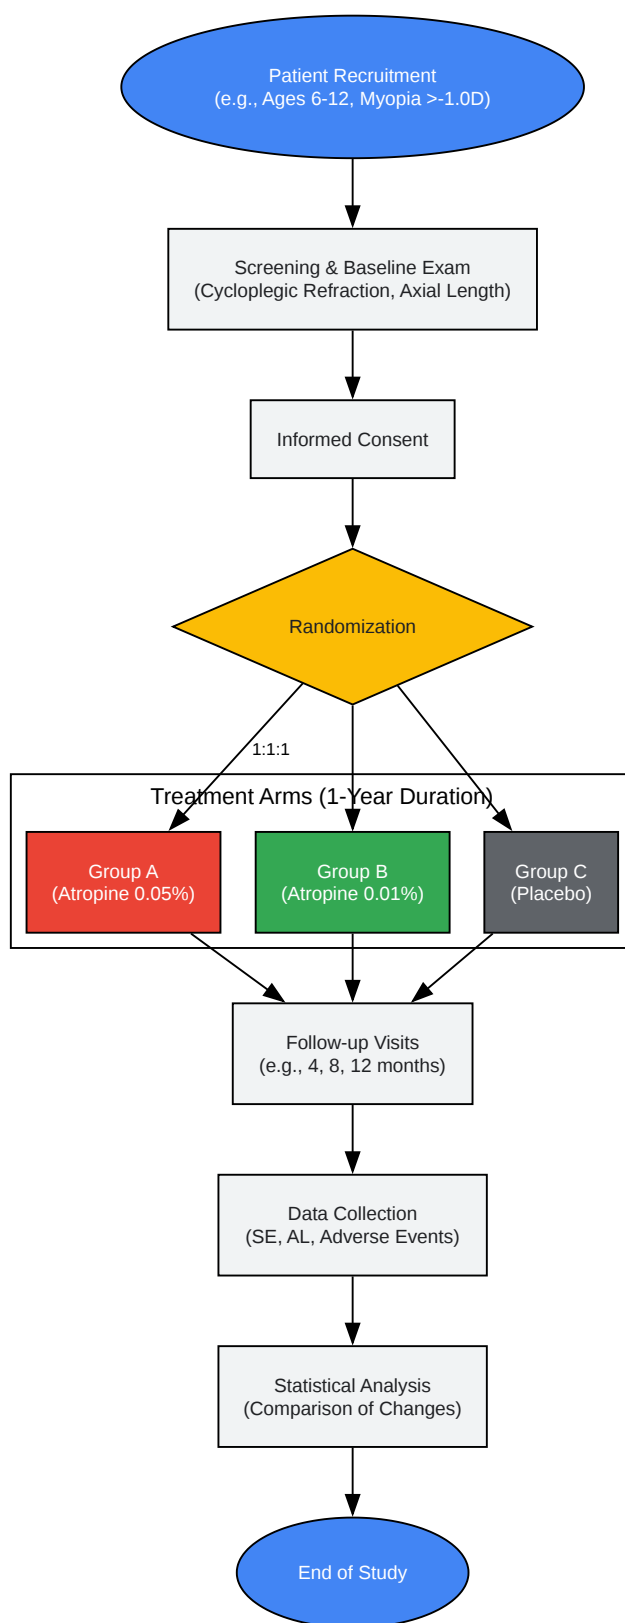 Patient Recruitment
(e.g., Ages 6-12, Myopia >-1.0D)
Screening & Baseline Exam
(Cycloplegic Refraction, Axial Length)
Informed Consent
Randomization
1:1:1
Treatment Arms (1-Year Duration)
Group A
(Atropine 0.05%)
Group B
(Atropine 0.01%)
Group C
(Placebo)
Follow-up Visits
(e.g., 4, 8, 12 months)
Data Collection
(SE, AL, Adverse Events)
Statistical Analysis
(Comparison of Changes)
End of Study